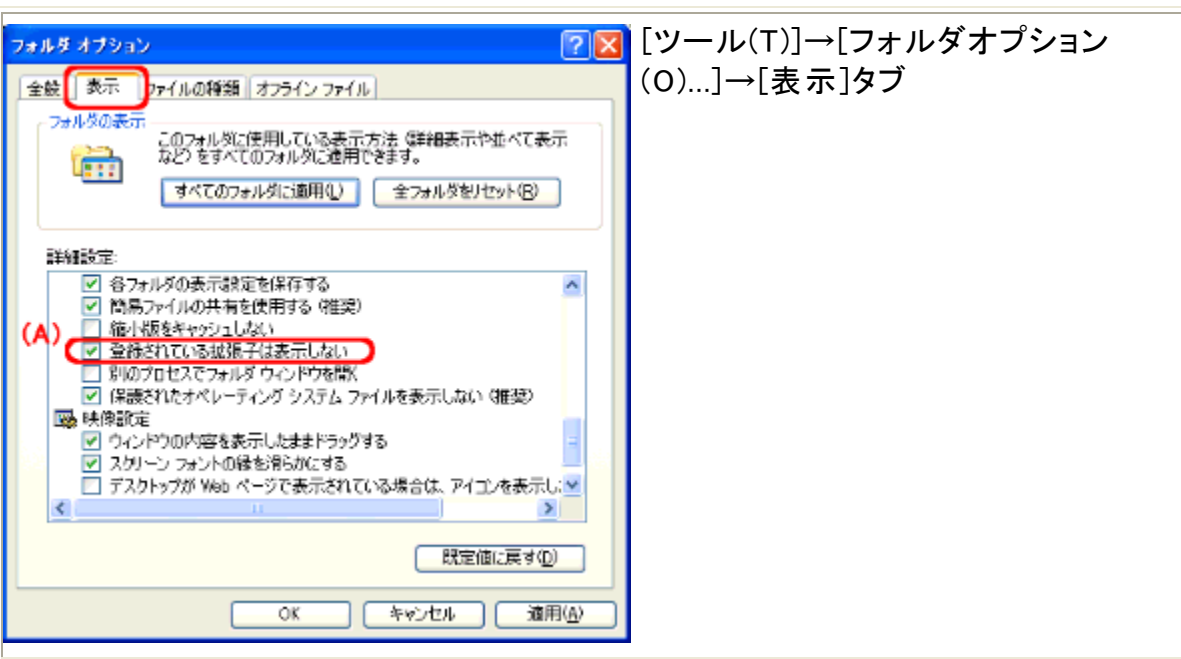 フォルダ オプション
[ツール(T)]→[フォルダオプション
(O)...]→[表示]タブ
全般
表示
ファイルの種類
オフライン ファイル
フォルダの表示
このフォルダに使用している表示方法 (詳細表示や並べて表示
など) をすべてのフォルダに適用できます。
すべてのフォルダに適用(L)
全フォルダをリセット(R)
詳細設定:
各フォルダの表示設定を保存する
簡易ファイルの共有を使用する (推奨)
縮小版をキャッシュしない
(A)
登録されている拡張子は表示しない
別のプロセスでフォルダ ウィンドウを開く
保護されたオペレーティング システム ファイルを表示しない (推奨)
映像設定
ウィンドウの内容を表示したままドラッグする
スクリーン フォントの縁を滑らかにする
デスクトップが Web ページで表示されている場合は、アイコンを表示し
既定値に戻す(D)
OK
キャンセル
適用(A)